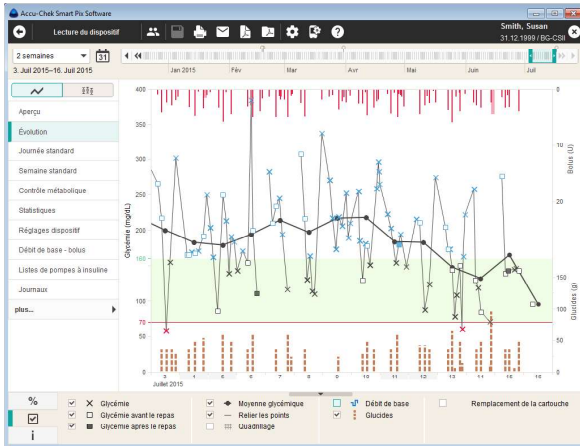 Accu-Chek Smart Pix Software
Lecture du dispositif
Smith, Susan
31.12.1999 / BG-CSII
2 semaines
31
3. Juil 2015–16. Juil 2015
Jan 2015 Fév Mar Avr Mai Juin Juil
Aperçu
Évolution
Journée standard
Semaine standard
Contrôle métabolique
Statistiques
Réglages dispositif
Débit de base - bolus
Listes de pompes à insuline
Journaux
plus...
Glycémie (mg/dL)
400
350
300
250
200
160
100
70
50
0
Bolus (U)
0
10
20
Glucides (g)
150
100
50
0
3 4 5 6 7 8 9 10 11 12 13 14 15 16
Juillet 2015
%
i
Glycémie
Glycémie avant le repas
Glycémie après le repas
Moyenne glycémique
Relier les points
Quadrillage
Débit de base
Glucides
Remplacement de la cartouche